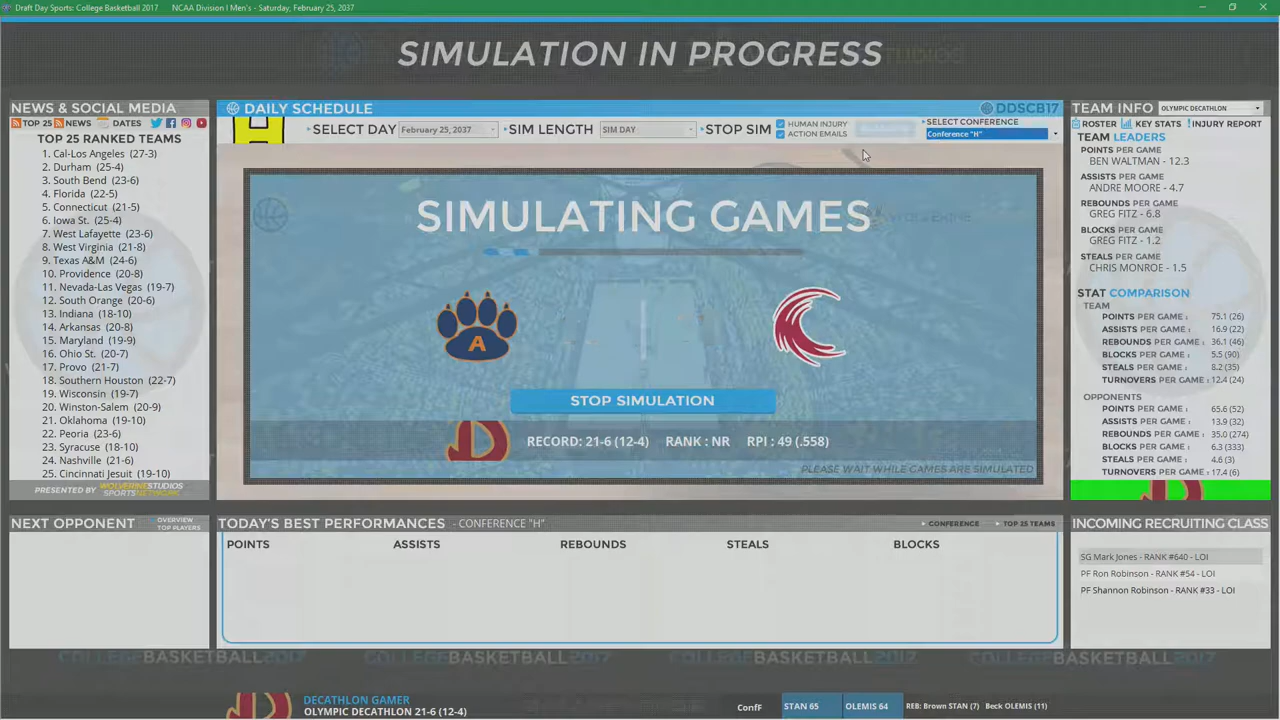 Draft Day Sports: College Basketball 2017 NCAA Division I Men's - Saturday, February 25, 2037
SIMULATION IN PROGRESS
NEWS & SOCIAL MEDIA
TOP 25 NEWS DATES
TOP 25 RANKED TEAMS
1. Cal-Los Angeles (27-3)
2. Durham (25-4)
3. South Bend (23-6)
4. Florida (22-5)
5. Connecticut (21-5)
6. Iowa St. (25-4)
7. West Lafayette (23-6)
8. West Virginia (21-8)
9. Texas A&M (24-6)
10. Providence (20-8)
11. Nevada-Las Vegas (19-7)
12. South Orange (20-6)
13. Indiana (18-10)
14. Arkansas (20-8)
15. Maryland (19-9)
16. Ohio St. (20-7)
17. Provo (21-7)
18. Southern Houston (22-7)
19. Wisconsin (19-7)
20. Winston-Salem (20-9)
21. Oklahoma (19-10)
22. Peoria (23-6)
23. Syracuse (18-10)
24. Nashville (21-6)
25. Cincinnati Jesuit (19-10)
PRESENTED BY WOLVERINE STUDIOS SPORTS NETWORK
DAILY SCHEDULE
DDSCB17
SELECT DAY February 25, 2037 SIM LENGTH SIM DAY STOP SIM
HUMAN INJURY
ACTION EMAILS
SELECT CONFERENCE
Conference "H"
SIMULATING GAMES
A
STOP SIMULATION
D RECORD: 21-6 (12-4) RANK : NR RPI : 49 (.558)
PLEASE WAIT WHILE GAMES ARE SIMULATED
TEAM INFO OLYMPIC DECATHLON
ROSTER KEY STATS INJURY REPORT
TEAM LEADERS
POINTS PER GAME :
BEN WALTMAN - 12.3
ASSISTS PER GAME :
ANDRE MOORE - 4.7
REBOUNDS PER GAME :
GREG FITZ - 6.8
BLOCKS PER GAME :
GREG FITZ - 1.2
STEALS PER GAME :
CHRIS MONROE - 1.5
STAT COMPARISON
TEAM
POINTS PER GAME : 75.1 (26)
ASSISTS PER GAME : 16.9 (22)
REBOUNDS PER GAME : 36.1 (46)
BLOCKS PER GAME : 5.5 (90)
STEALS PER GAME : 8.2 (35)
TURNOVERS PER GAME : 12.4 (24)
OPPONENTS
POINTS PER GAME : 65.6 (52)
ASSISTS PER GAME : 13.9 (32)
REBOUNDS PER GAME : 35.0 (274)
BLOCKS PER GAME : 6.3 (333)
STEALS PER GAME : 4.6 (3)
TURNOVERS PER GAME : 17.4 (6)
NEXT OPPONENT
OVERVIEW
TOP PLAYERS
TODAY'S BEST PERFORMANCES - CONFERENCE "H"
CONFERENCE TOP 25 TEAMS
POINTS ASSISTS REBOUNDS STEALS BLOCKS
INCOMING RECRUITING CLASS
SG Mark Jones - RANK #640 - LOI
PF Ron Robinson - RANK #54 - LOI
PF Shannon Robinson - RANK #33 - LOI
COLLEGE BASKETBALL 2017 COLLEGE BASKETBALL 2017 COLLEGE BASKETBALL 2017 COLLEGE BASKETBALL 2017
DECATHLON GAMER
OLYMPIC DECATHLON 21-6 (12-4)
ConfF STAN 65 OLEMIS 64 REB: Brown STAN (7) Beck OLEMIS (11)